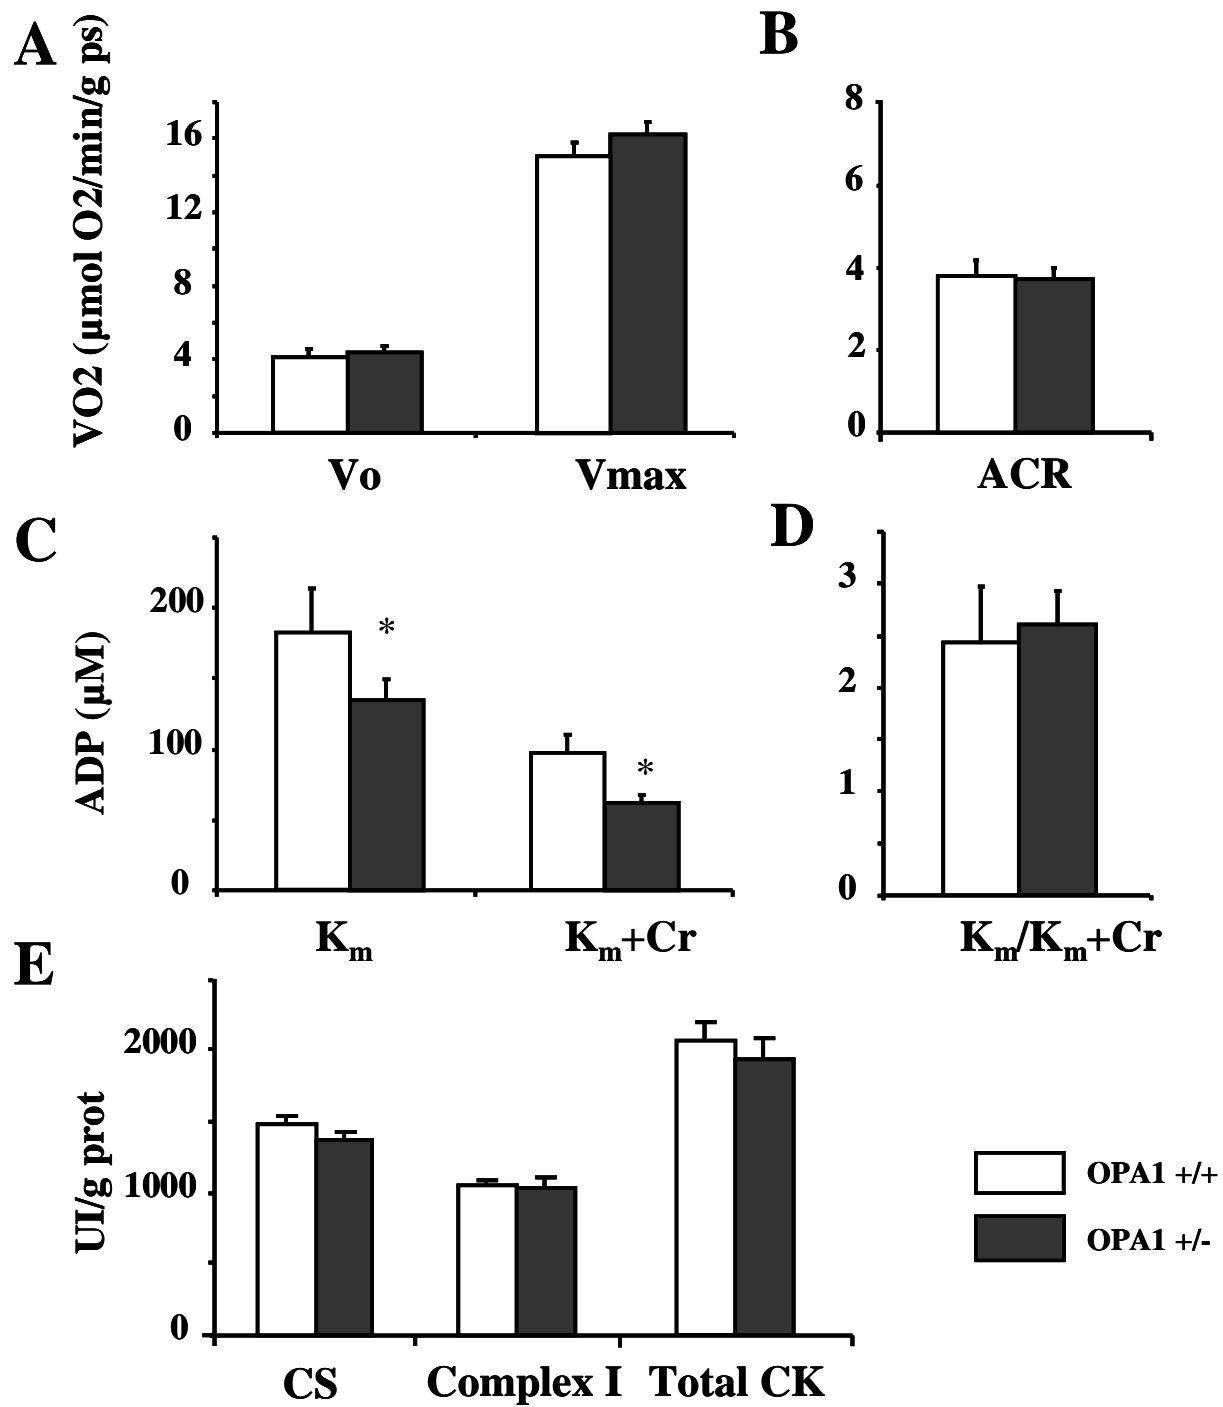 A
B
VO2 (µmol O2/min/g ps)
16
12
8
4
0
Vo
Vmax
8
6
4
2
0
ACR
C
D
ADP (µM)
200
*
100
*
0
Km
Km+Cr
3
2
1
0
Km/Km+Cr
E
UI/g prot
2000
1000
0
CS
Complex I
Total CK
OPA1 +/+
OPA1 +/-